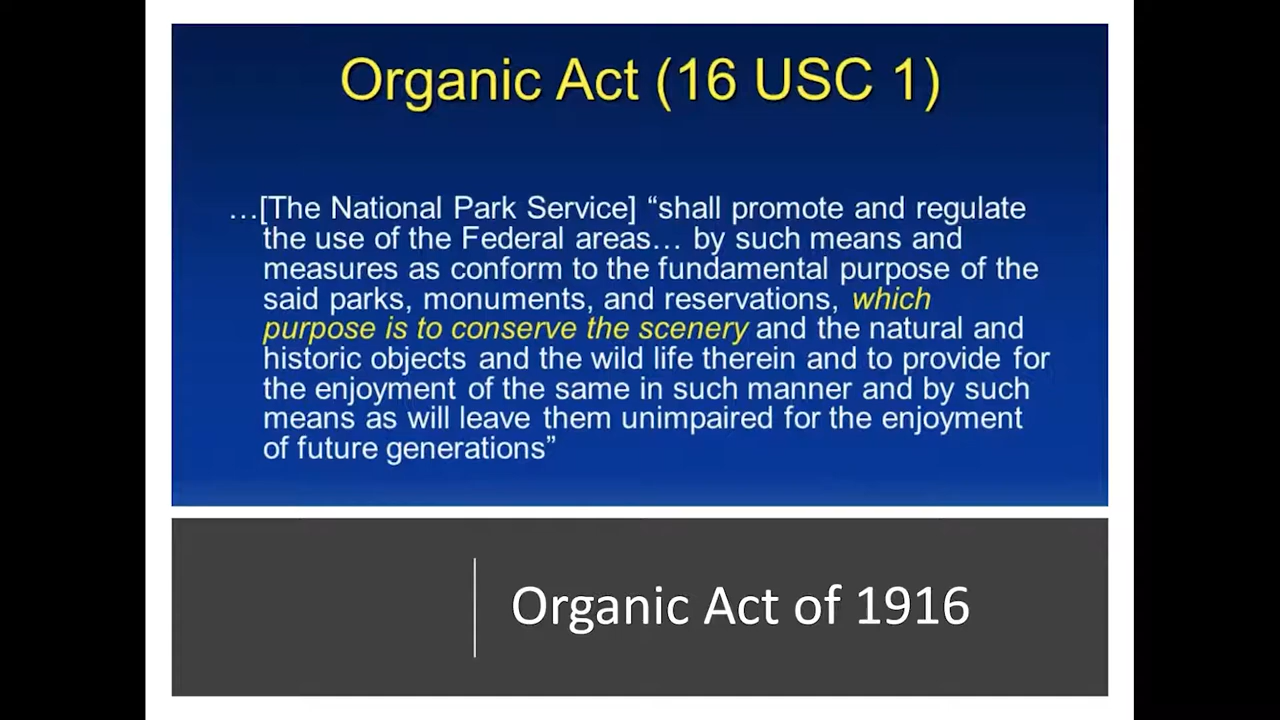 Organic Act (16 USC 1)
…[The National Park Service] “shall promote and regulate
the use of the Federal areas… by such means and
measures as conform to the fundamental purpose of the
said parks, monuments, and reservations, which
purpose is to conserve the scenery and the natural and
historic objects and the wild life therein and to provide for
the enjoyment of the same in such manner and by such
means as will leave them unimpaired for the enjoyment
of future generations”
Organic Act of 1916